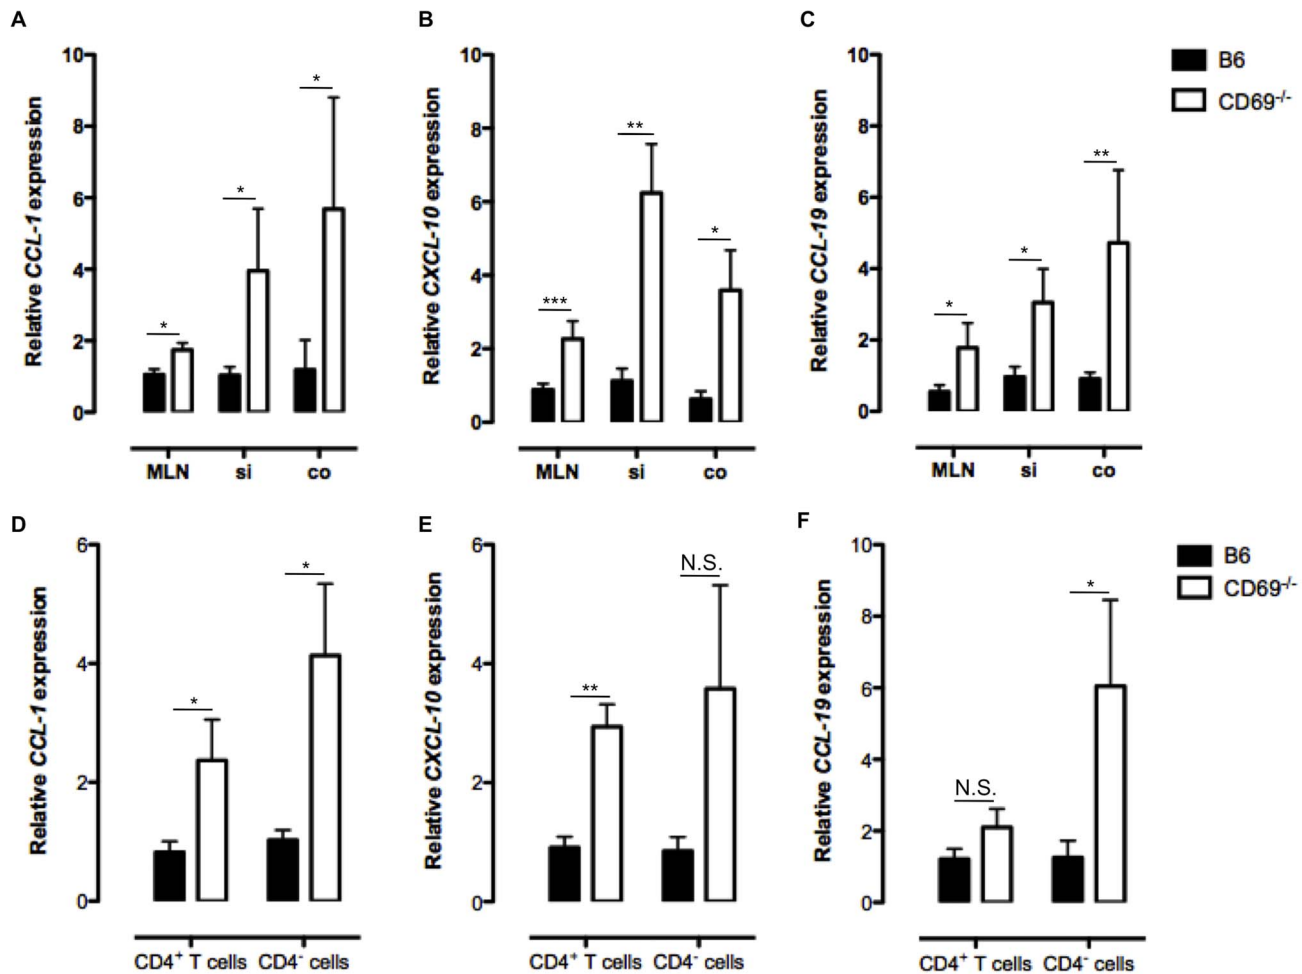 A
Relative CCL-1 expression
10
8
6
4
2
0
*
*
*
MLN si co
B
Relative CXCL-10 expression
10
8
6
4
2
0
***
**
*
MLN si co
C
Relative CCL-19 expression
10
8
6
4
2
0
*
*
**
MLN si co
B6
CD69-/-
D
Relative CCL-1 expression
6
4
2
0
*
*
CD4+ T cells CD4- cells
E
Relative CXCL-10 expression
6
4
2
0
**
N.S.
CD4+ T cells CD4- cells
F
Relative CCL-19 expression
10
8
6
4
2
0
N.S.
*
CD4+ T cells CD4- cells
B6
CD69-/-